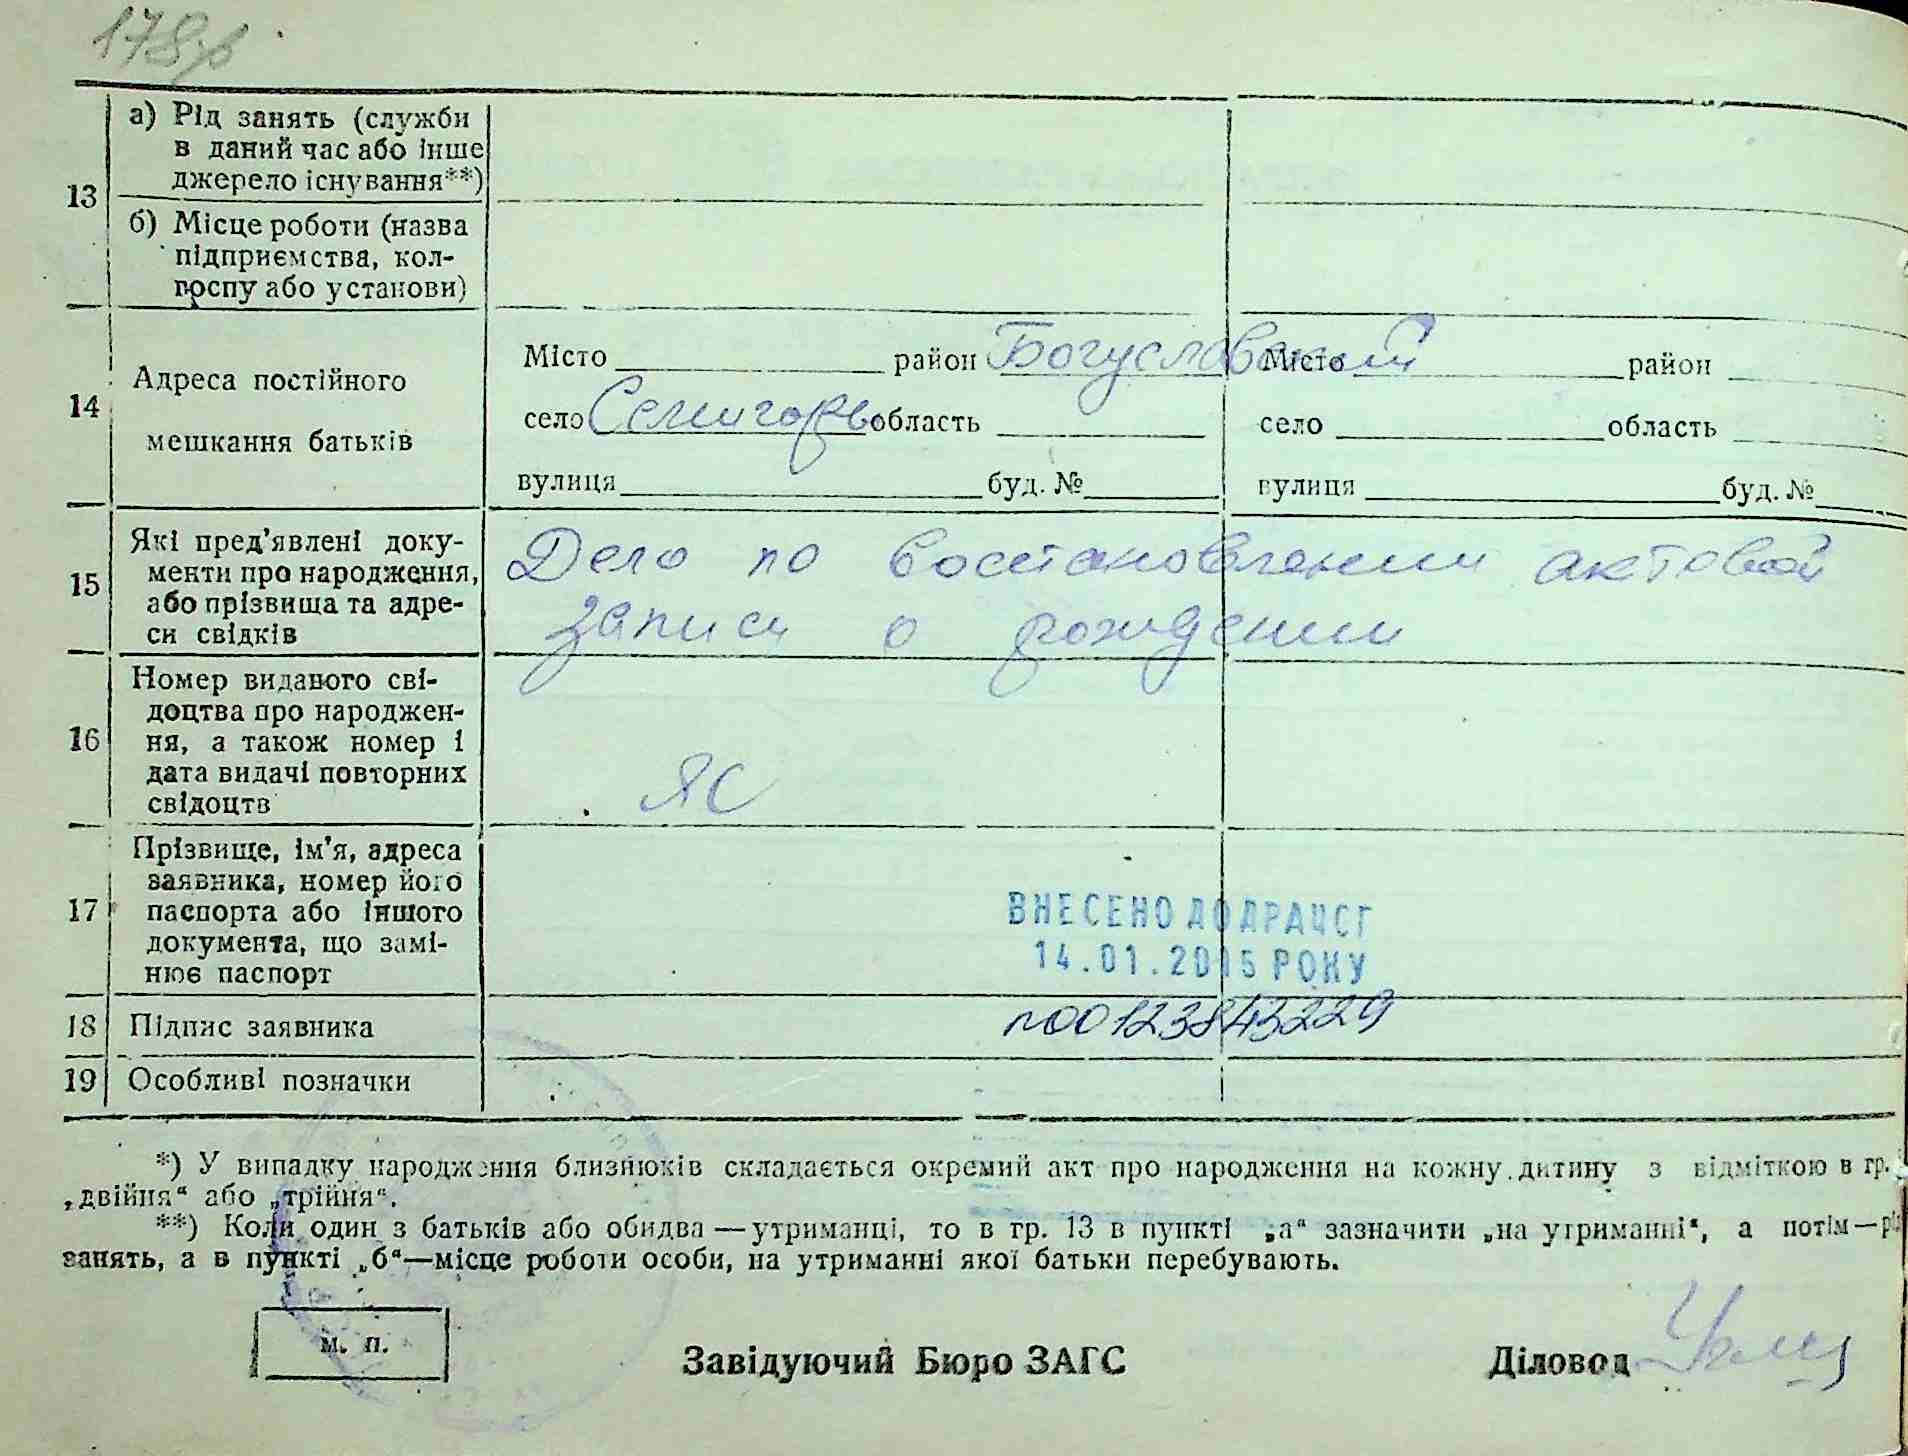 178
13
а) Рід занять (служби
в даний час або інше
джерело існування**)
б) Місце роботи (назва
підприємства, кол-
госпу або установи)
14
Адреса постійного
мешкання батьків
Місто район Богуславский
село Семигоры область
вулиця буд. №
Місто район
село область
вулиця буд. №
15
Які пред’явлені доку-
менти про народження,
або прізвища та адре-
си свідків
Дело по восстановлении актовой
записи о рождении
16
Номер виданого сві-
доцтва про народжен-
ня, а також номер і
дата видачі повторних
свідоцтв
ЯС
17
Прізвище, ім’я, адреса
заявника, номер його
паспорта або іншого
документа, що замі-
нює паспорт
ВНЕСЕНО ДО ДРАЦСГ
14.01.2015 РОКУ
18
Підпис заявника
№00123843229
19
Особливі позначки
*) У випадку народження близнюків складається окремий акт про народження на кожну дитину з відміткою в гр.
„двійня“ або „трійня“.
**) Коли один з батьків або обидва — утриманці, то в гр. 13 в пункті „а“ зазначити „на утриманні“, а потім — рід
занять, а в пункті „б“—місце роботи особи, на утриманні якої батьки перебувають.
м. п.
Завідуючий Бюро ЗАГС
Діловод